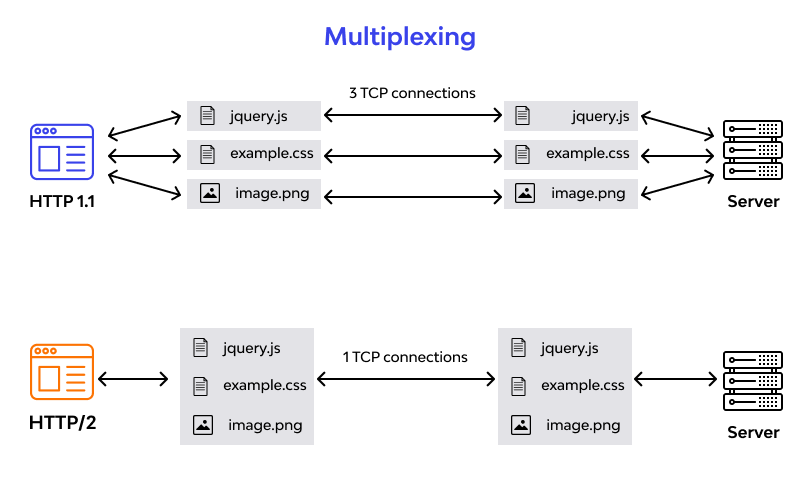 Multiplexing
3 TCP connections
jquery.js
jquery.js
example.css
example.css
image.png
image.png
HTTP 1.1
Server
jquery.js
1 TCP connections
jquery.js
example.css
example.css
image.png
image.png
HTTP/2
Server